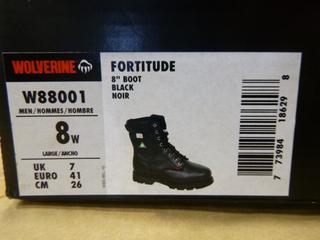 WOLVERINE
W88001
MEN/HOMMES/HOMBRE
8W
LARGE/ANCHO
UK 7
EURO 41
CM 26
FORTITUDE
8" BOOT
BLACK
NOIR
7 73984 18629 8